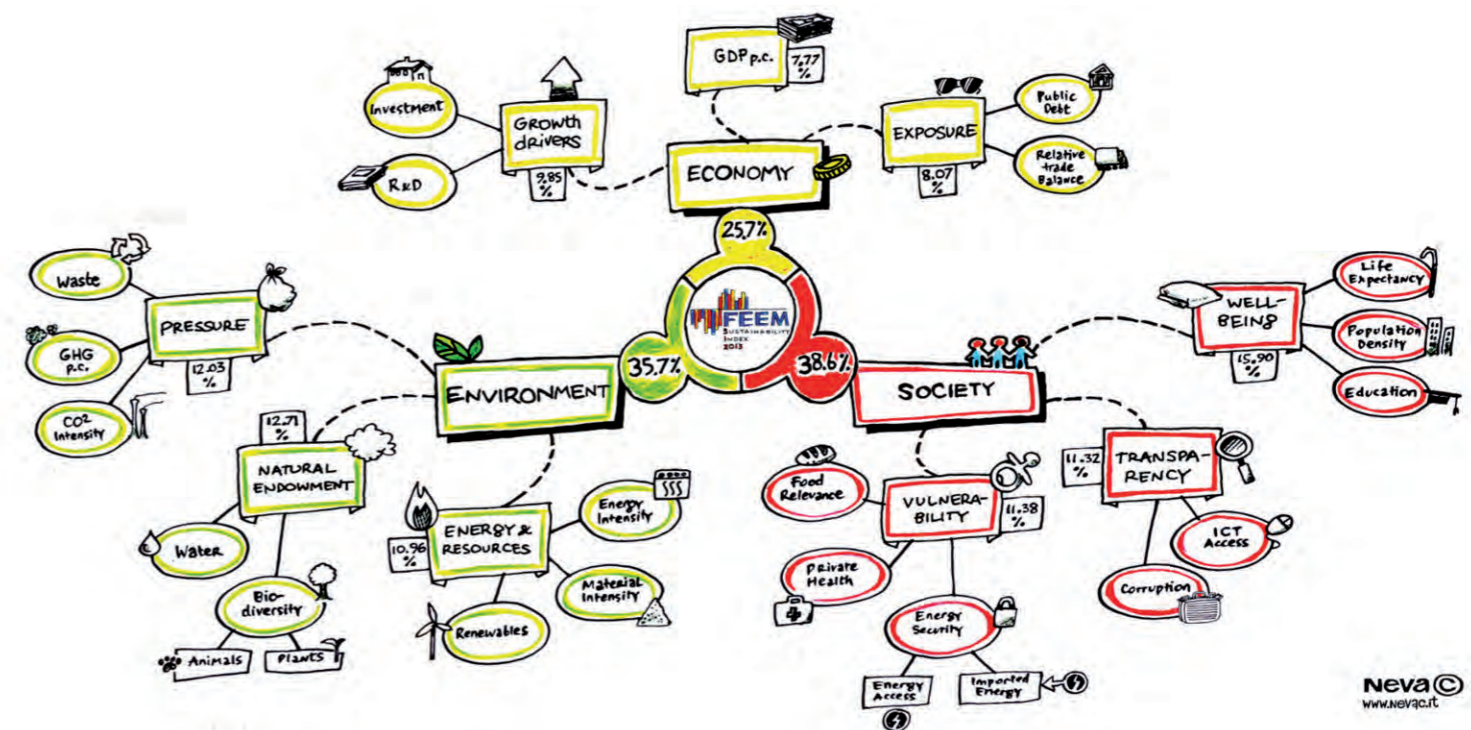 GDP p.c.
7.77
%
Investment
R&D
GROWTH
drivers
9.85
%
ECONOMY
EXPOSURE
8.07
%
Public
Debt
Relative
trade
Balance
25.7%
FEEM
SUSTAINABILITY
INDEX
2013
35.7%
38.6%
Waste
GHG
p.c.
CO2
Intensity
PRESSURE
12.03
%
ENVIRONMENT
12.71
%
NATURAL
ENDOWMENT
Water
Bio-
diversity
Animals
Plants
10.96
%
ENERGY &
RESOURCES
Energy
Intensity
Material
Intensity
Renewables
SOCIETY
WELL-
BEING
15.90
%
Life
Expectancy
Population
Density
Education
11.32
%
TRANSPA-
RENCY
ICT
Access
Corruption
VULNERA-
BILITY
11.38
%
Food
Relevance
Private
Health
Energy
Security
Energy
Access
Imported
Energy
Neva ©
www.Nevac.it